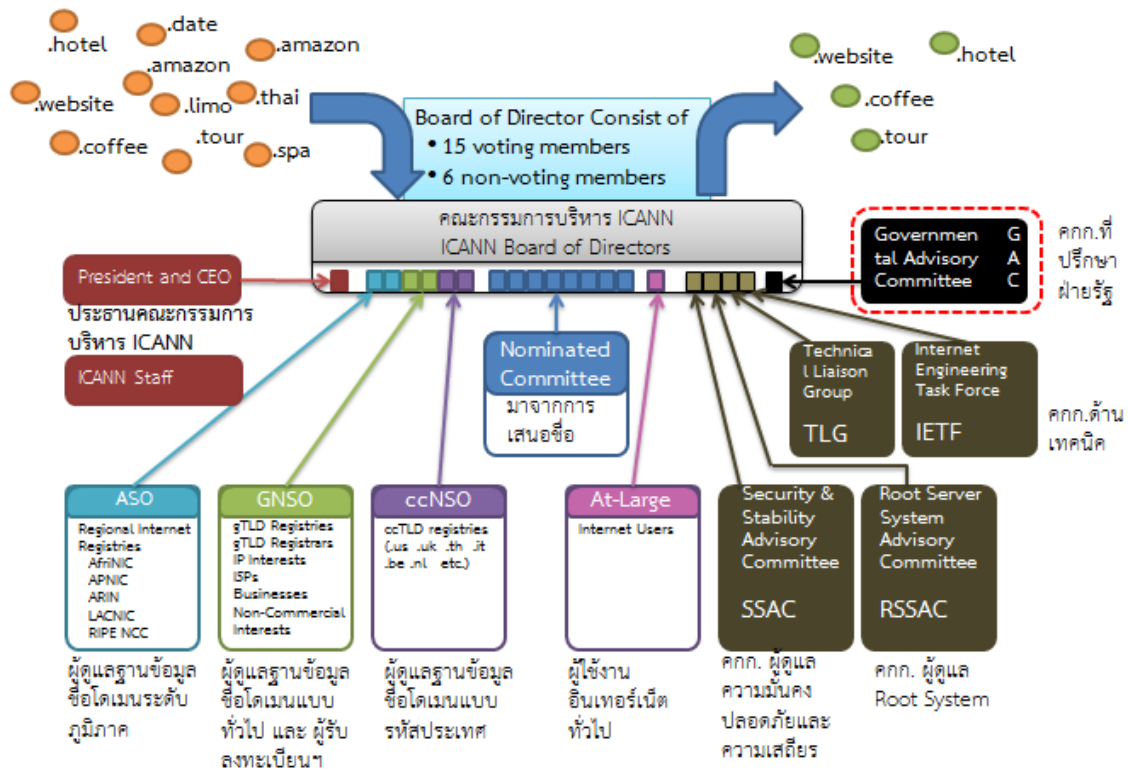 .hotel
.date
.amazon
.amazon
.website
.limo
.thai
.coffee
.tour
.spa
Board of Director Consist of
• 15 voting members
• 6 non-voting members
.website
.hotel
.coffee
.tour
คณะกรรมการบริหาร ICANN
ICANN Board of Directors
Governmen
tal Advisory
Committee
G
A
C
คกก.ที่
ปรึกษา
ฝ่ายรัฐ
President and CEO
ประธานคณะกรรมการ
บริหาร ICANN
ICANN Staff
Nominated
Committee
มาจากการ
เสนอชื่อ
Technica
l Liaison
Group
TLG
Internet
Engineering
Task Force
IETF
คกก.ด้าน
เทคนิค
ASO
Regional Internet
Registries
AfriNIC
APNIC
ARIN
LACNIC
RIPE NCC
ผู้ดูแลฐานข้อมูล
ชื่อโดเมนระดับ
ภูมิภาค
GNSO
gTLD Registries
gTLD Registrars
IP Interests
ISPs
Businesses
Non-Commercial
Interests
ผู้ดูแลฐานข้อมูล
ชื่อโดเมนแบบ
ทั่วไป และ ผู้รับ
ลงทะเบียนฯ
ccNSO
ccTLD registries
(.us .uk .th .it
.be .nl etc.)
ผู้ดูแลฐานข้อมูล
ชื่อโดเมนแบบ
รหัสประเทศ
At-Large
Internet Users
ผู้ใช้งาน
อินเทอร์เน็ต
ทั่วไป
Security &
Stability
Advisory
Committee
SSAC
คกก. ผู้ดูแล
ความมั่นคง
ปลอดภัยและ
ความเสถียร
Root Server
System
Advisory
Committee
RSSAC
คกก. ผู้ดูแล
Root System